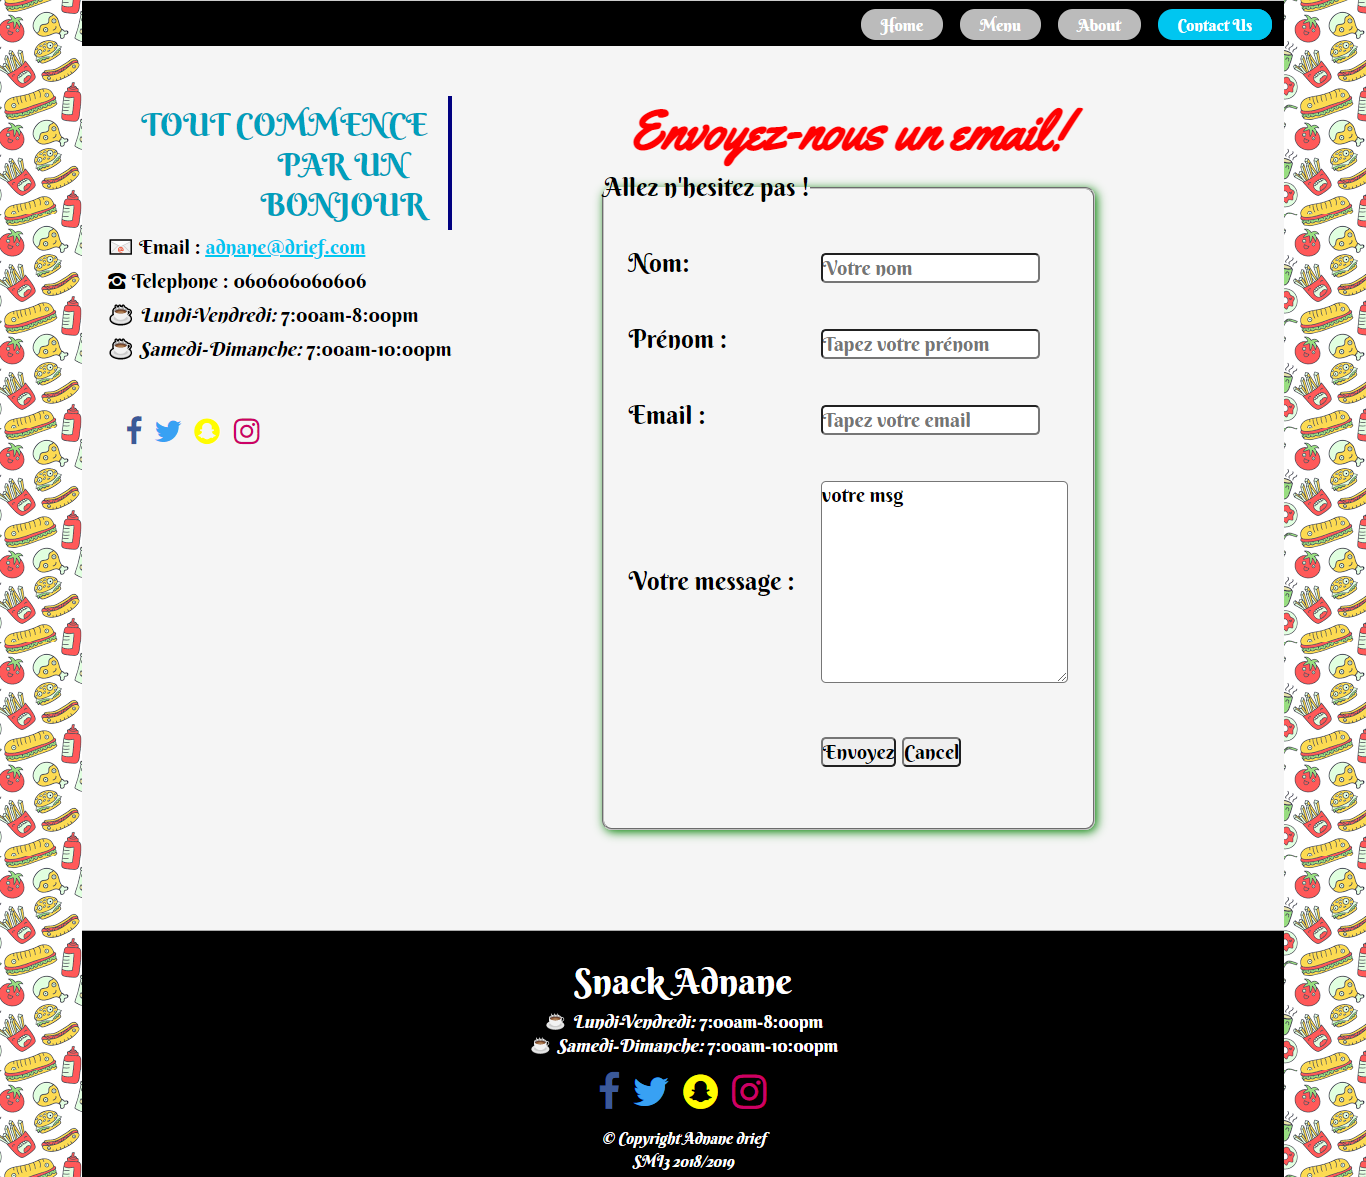 Home Menu About Contact Us
TOUT COMMENCE
PAR UN
BONJOUR
Email : adnane@drief.com
Telephone : 060606060606
Lundi-Vendredi: 7:00am-8:00pm
Samedi-Dimanche: 7:00am-10:00pm
Envoyez-nous un email!
Allez n'hesitez pas !
Nom: Votre nom
Prénom : Tapez votre prénom
Email : Tapez votre email
votre msg
Votre message :
Envoyez Cancel
Snack Adnane
Lundi-Vendredi: 7:00am-8:00pm
Samedi-Dimanche: 7:00am-10:00pm
© Copyright Adnane drief
SMI3 2018/2019